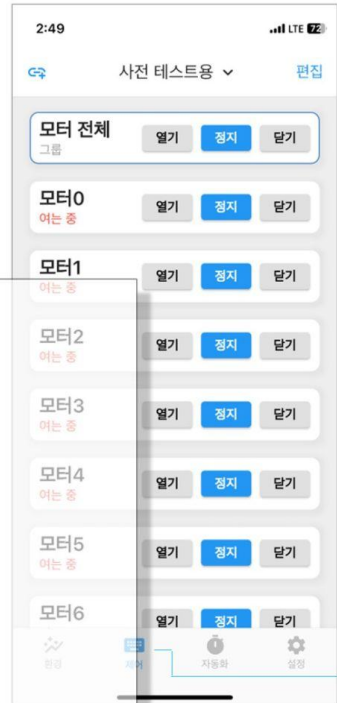 2:49 LTE 72
사전 테스트용 편집
모터 전체
그룹
열기 정지 닫기
모터0
여는 중
열기 정지 닫기
모터1
여는 중
열기 정지 닫기
모터2
여는 중
열기 정지 닫기
모터3
여는 중
열기 정지 닫기
모터4
여는 중
열기 정지 닫기
모터5
여는 중
열기 정지 닫기
모터6
열기 정지 닫기
환경 제어 자동화 설정